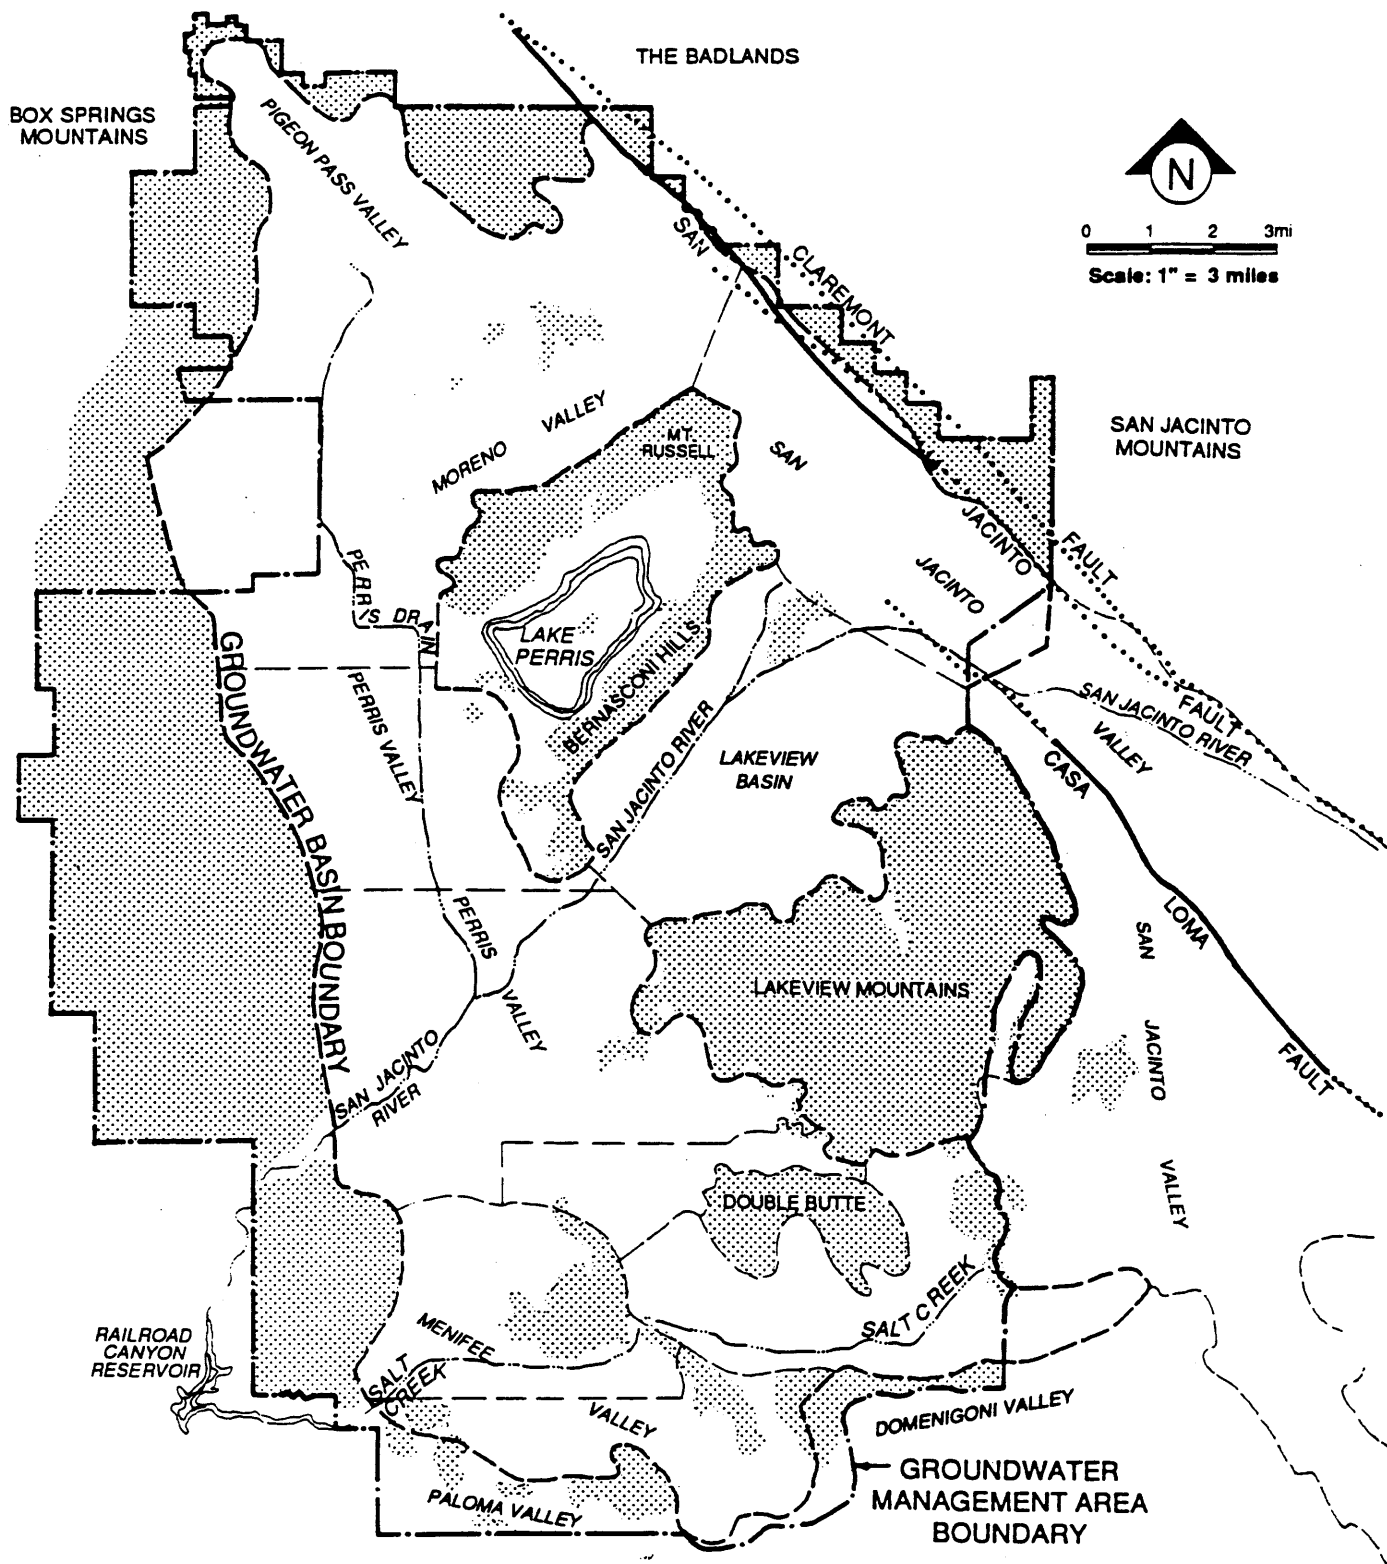 THE BADLANDS
BOX SPRINGS
MOUNTAINS
PIGEON PASS VALLEY
N
0 1 2 3mi
Scale: 1" = 3 miles
SAN
CLAREMONT
SAN JACINTO
MOUNTAINS
MORENO VALLEY
MT.
RUSSELL
SAN
JACINTO
FAULT
JACINTO
PERRIS DRAIN
LAKE
PERRIS
BERNASCONI HILLS
GROUNDWATER BASIN BOUNDARY
PERRIS VALLEY
SAN JACINTO RIVER
LAKEVIEW
BASIN
SAN JACINTO RIVER
FAULT
VALLEY
CASA
LOMA
FAULT
PERRIS
VALLEY
SAN
JACINTO
VALLEY
LAKEVIEW MOUNTAINS
SAN JACINTO
RIVER
DOUBLE BUTTE
SALT CREEK
MENIFEE
VALLEY
RAILROAD
CANYON
RESERVOIR
SALT
CREEK
DOMENIGONI VALLEY
PALOMA VALLEY
GROUNDWATER
MANAGEMENT AREA
BOUNDARY